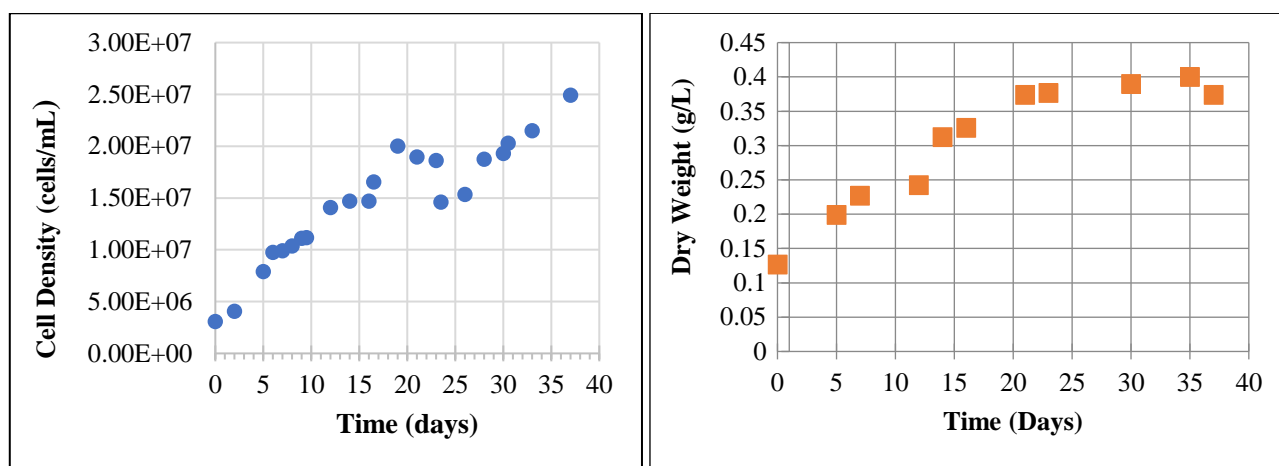 Cell Density (cells/mL)
3.00E+07
2.50E+07
2.00E+07
1.50E+07
1.00E+07
5.00E+06
0.00E+00
0 5 10 15 20 25 30 35 40
Time (days)
Dry Weight (g/L)
0.45
0.4
0.35
0.3
0.25
0.2
0.15
0.1
0.05
0
0 5 10 15 20 25 30 35 40
Time (Days)